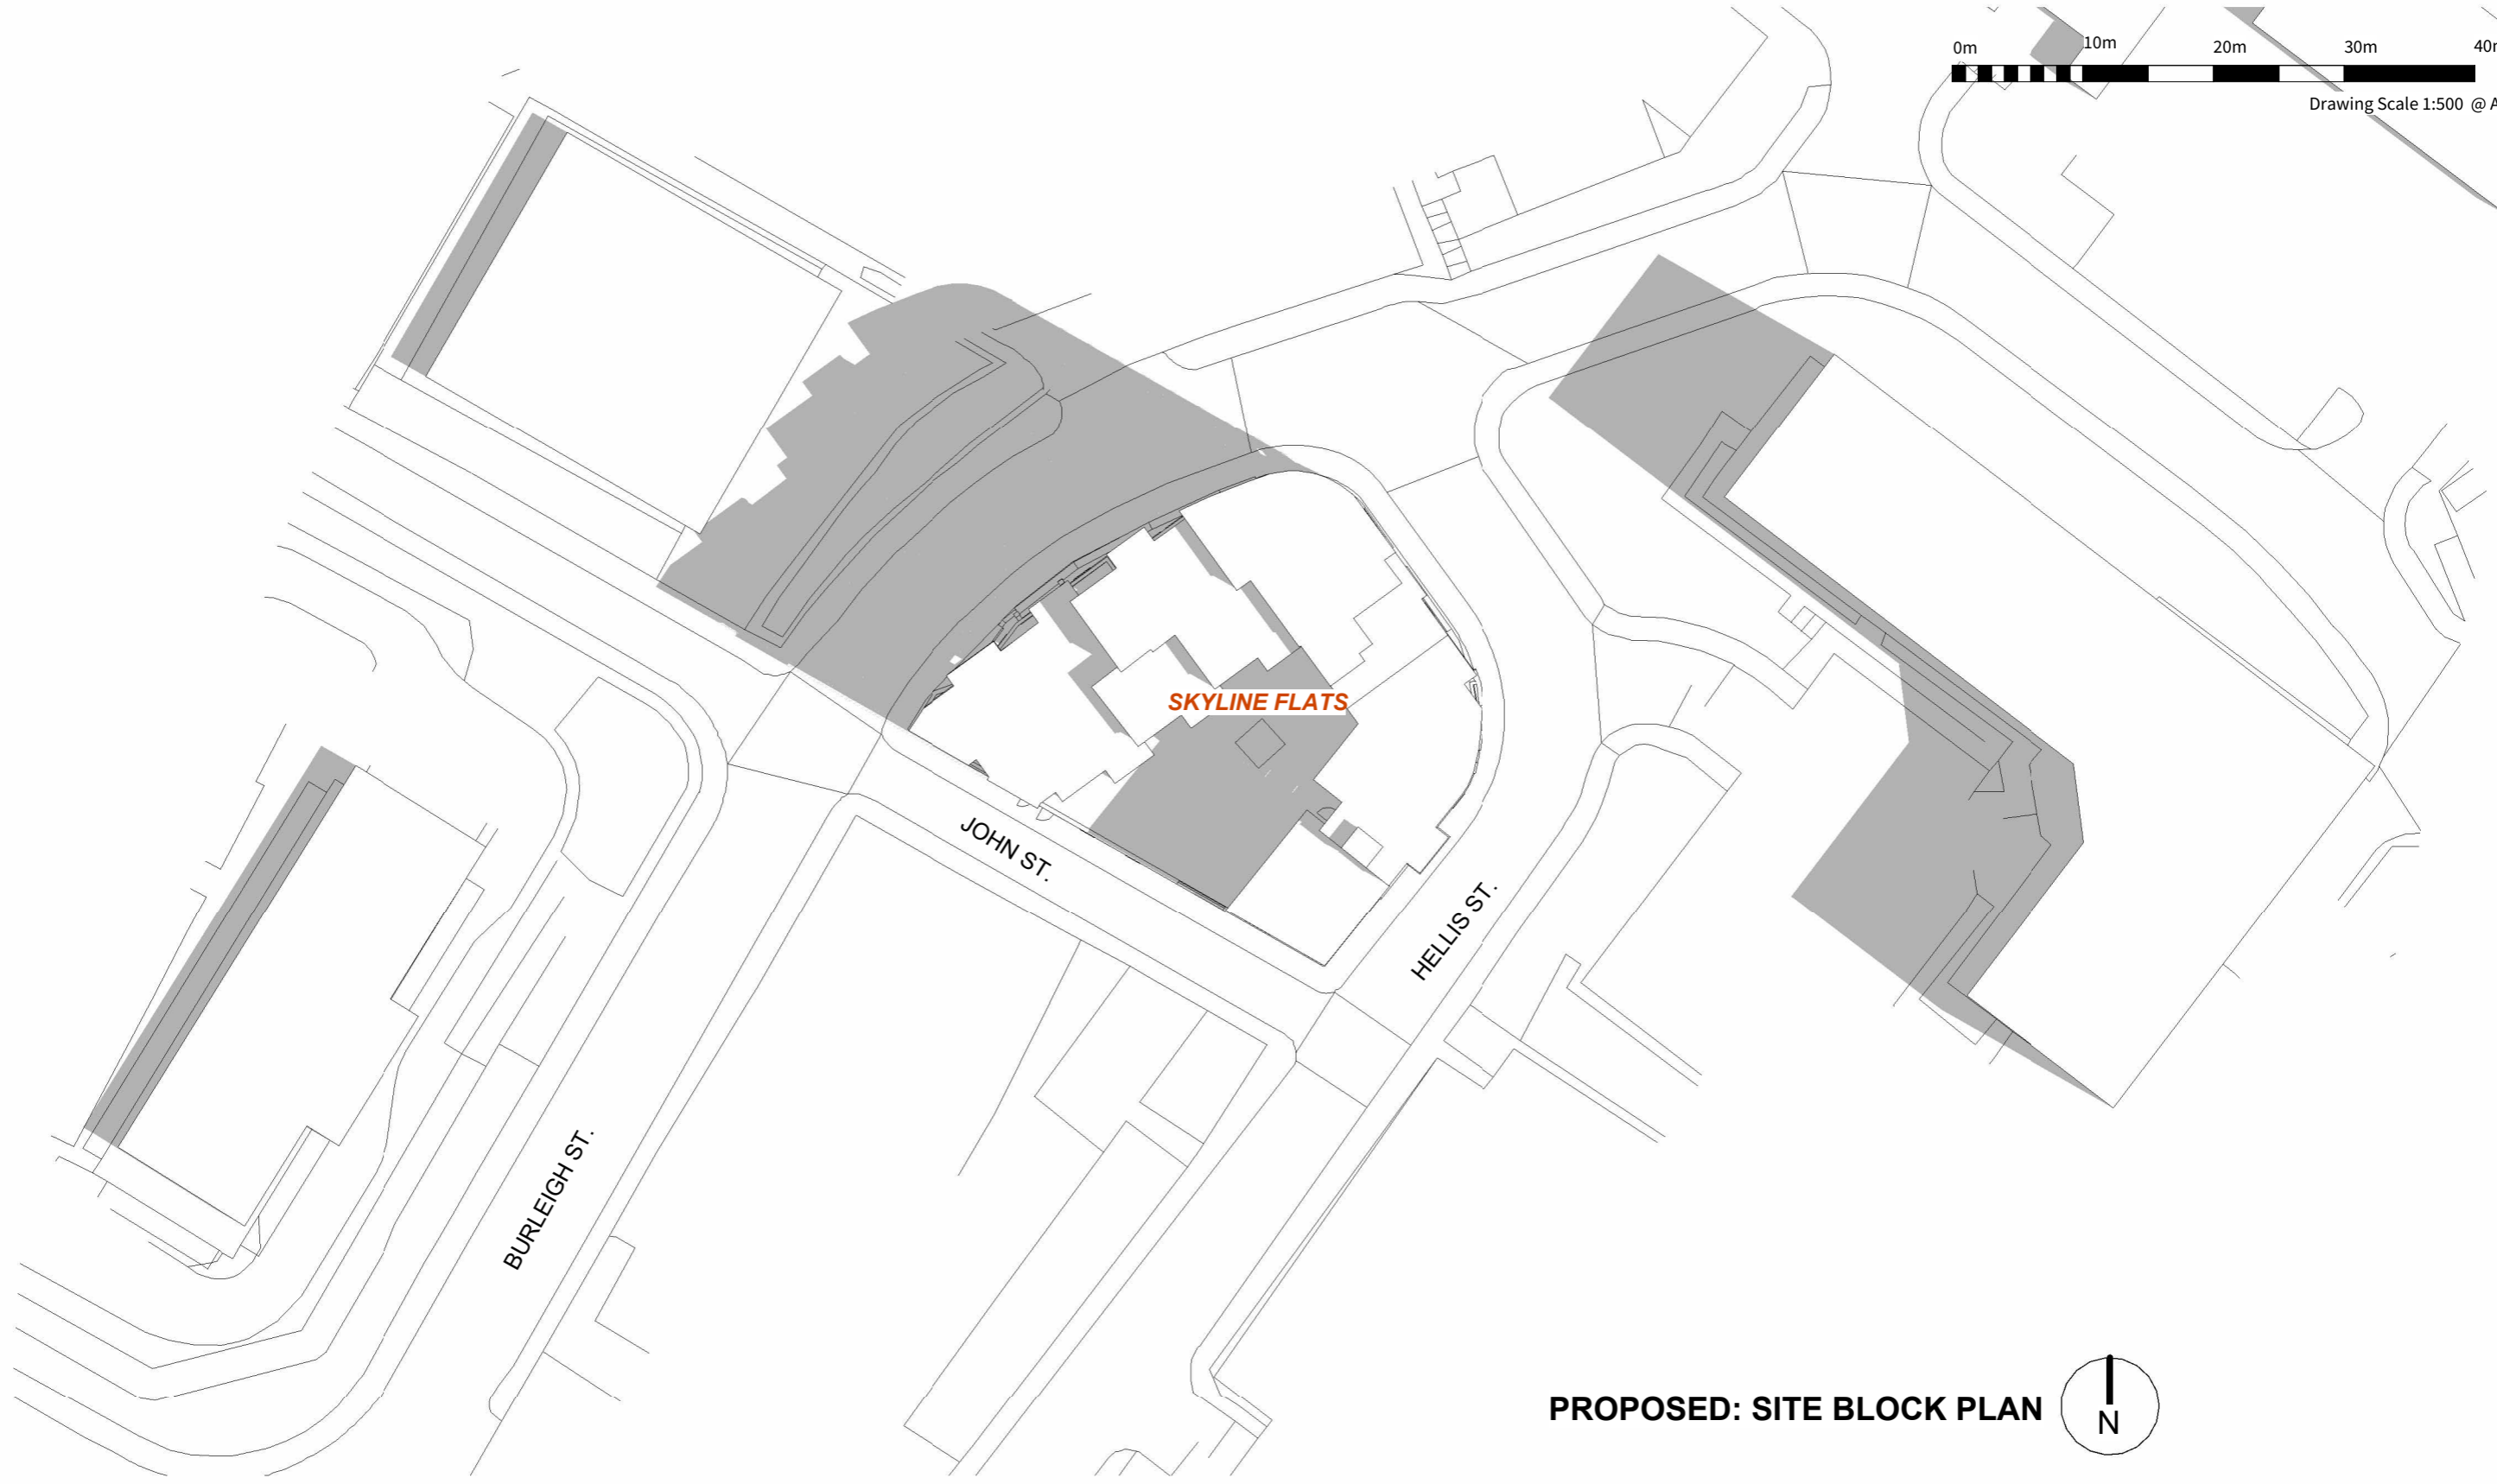 0m 10m 20m 30m
Drawing Scale 1:500 @
SKYLINE FLATS
JOHN ST.
HELLIS ST.
BURLEIGH ST.
PROPOSED: SITE BLOCK PLAN
N